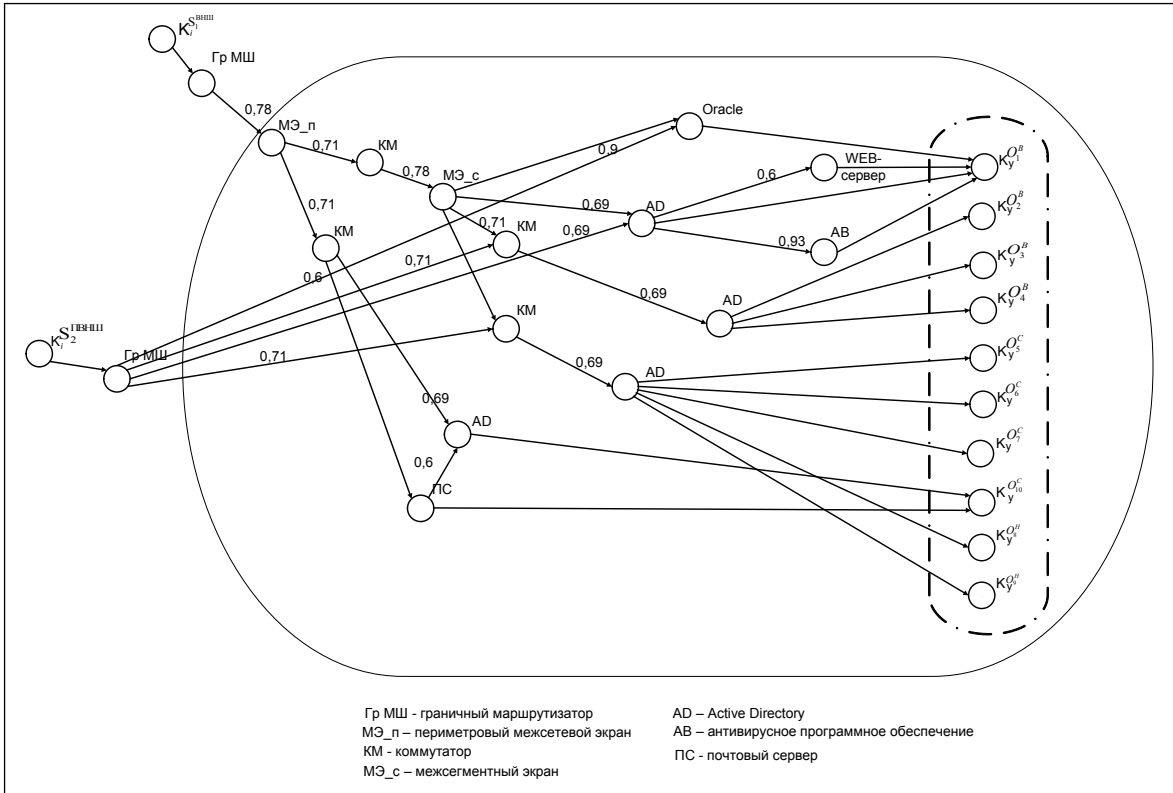 K_i^{S_1^{ВНШ}}
Гр МШ
0,78
МЭ_п
0,71
КМ
0,78
МЭ_с
Oracle
0,9
0,6
WEB-
сервер
K_y^{O_1^B}
0,71
0,69
AD
K_y^{O_2^B}
КМ
0,71
КМ
0,69
0,93
АВ
K_y^{O_3^B}
0,71
0,6
0,69
AD
K_y^{O_4^B}
КМ
K_i^{S_2^{ПВНШ}}
Гр МШ
0,71
0,69
AD
K_y^{O_5^C}
K_y^{O_6^C}
0,69
AD
K_y^{O_7^C}
0,6
ПС
K_y^{O_{10}^C}
K_y^{O_8^H}
K_y^{O_9^H}
Гр МШ - граничный маршрутизатор
МЭ_п – периметровый межсетевой экран
КМ - коммутатор
МЭ_с – межсегментный экран
AD – Active Directory
АВ – антивирусное программное обеспечение
ПС - почтовый сервер